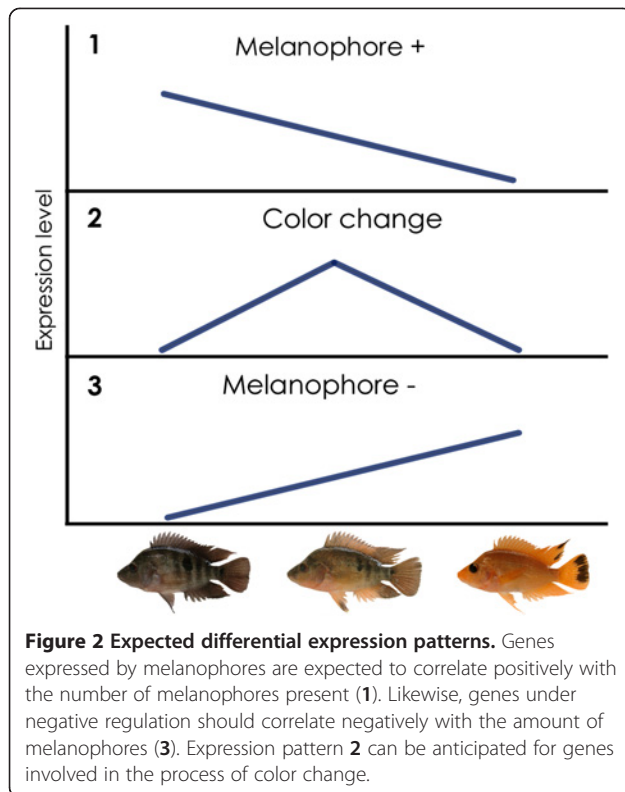 1
Melanophore +
2
Color change
3
Melanophore -
Expression level
Figure 2 Expected differential expression patterns. Genes
expressed by melanophores are expected to correlate positively with
the number of melanophores present (1). Likewise, genes under
negative regulation should correlate negatively with the amount of
melanophores (3). Expression pattern 2 can be anticipated for genes
involved in the process of color change.